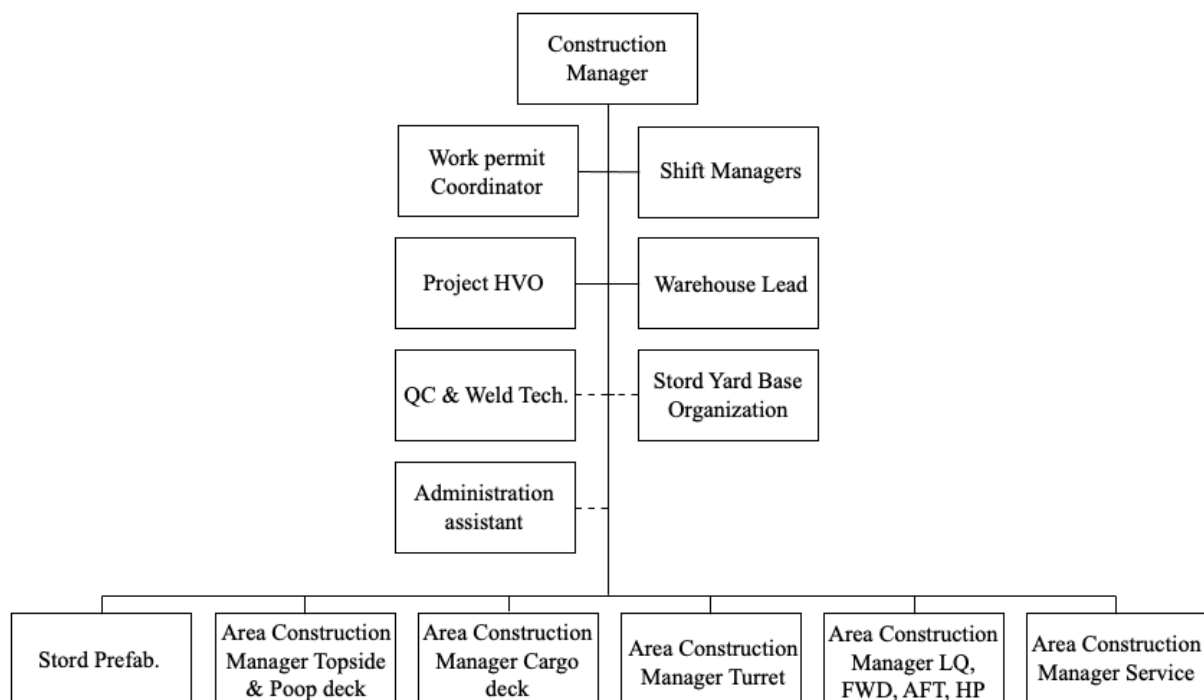 Construction
Manager
Work permit
Coordinator
Shift Managers
Project HVO
Warehouse Lead
QC & Weld Tech.
Stord Yard Base
Organization
Administration
assistant
Stord Prefab.
Area Construction
Manager Topside
& Poop deck
Area Construction
Manager Cargo
deck
Area Construction
Manager Turret
Area Construction
Manager LQ,
FWD, AFT, HP
Area Construction
Manager Service